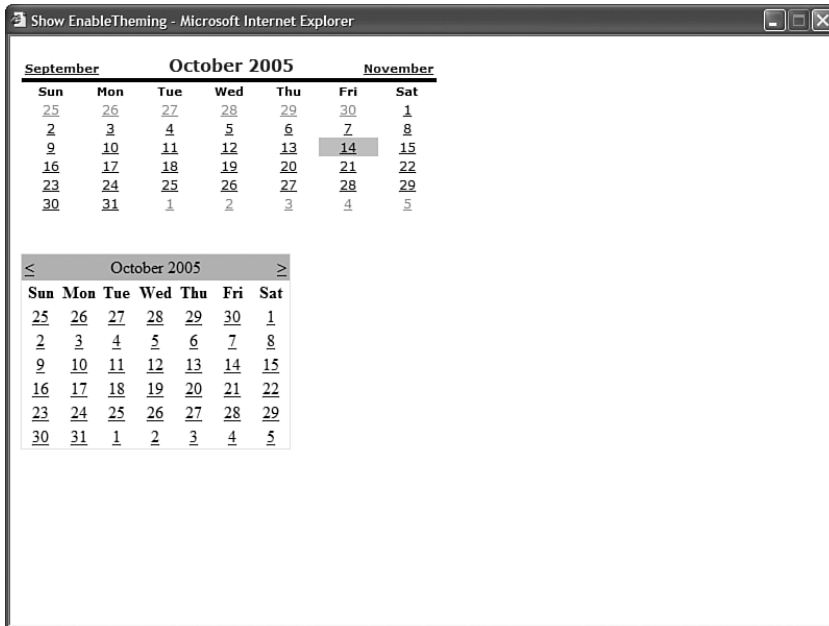 Show EnableTheming - Microsoft Internet Explorer
September October 2005 November
Sun Mon Tue Wed Thu Fri Sat
25 26 27 28 29 30 1
2 3 4 5 6 7 8
9 10 11 12 13 14 15
16 17 18 19 20 21 22
23 24 25 26 27 28 29
30 31 1 2 3 4 5
< October 2005 >
Sun Mon Tue Wed Thu Fri Sat
25 26 27 28 29 30 1
2 3 4 5 6 7 8
9 10 11 12 13 14 15
16 17 18 19 20 21 22
23 24 25 26 27 28 29
30 31 1 2 3 4 5